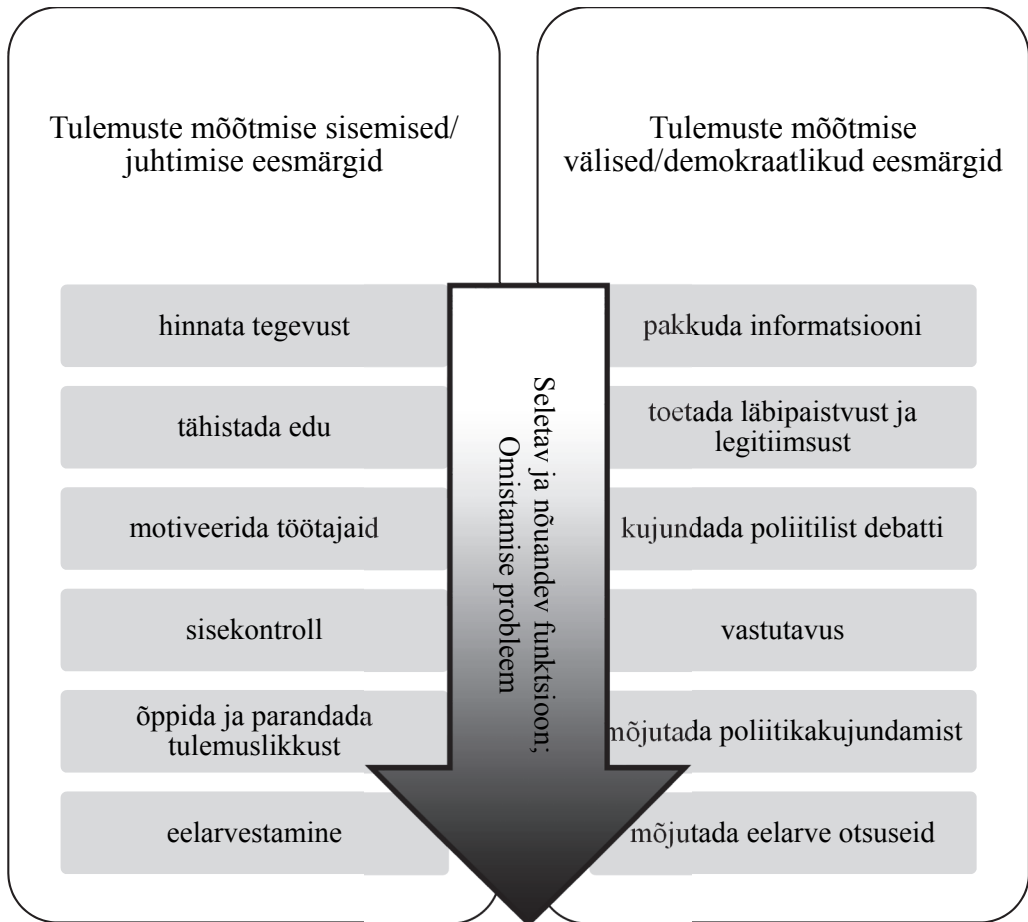 Tulemuste mõõtmise sisemised/
juhtimise eesmärgid
hinnata tegevust
tähistada edu
motiveerida töötajaid
sisekontroll
õppida ja parandada
tulemuslikkust
eelarvestamine
Seletav ja nõuandev funktsioon;
Omistamise probleem
Tulemuste mõõtmise
välised/demokraatlikud eesmärgid
pakkuda informatsiooni
toetada läbipaistvust ja
legitiimsust
kujundada poliitilist debatti
vastutavus
mõjutada poliitikakujundamist
mõjutada eelarve otsuseid